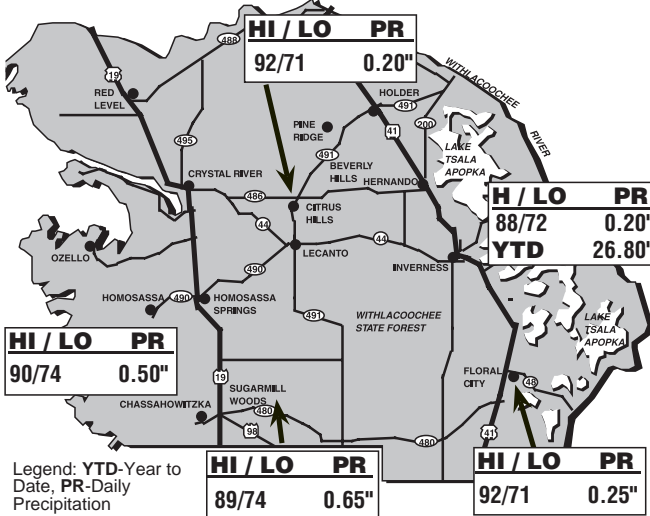 HI / LO PR
92/71 0.20"
488
19
RED
LEVEL
WITHLACOOCHEE
RIVER
HOLDER
491
41
200
PINE
RIDGE
495
491
BEVERLY
HILLS
LAKE
TSALA
APOPKA
CRYSTAL RIVER
HERNANDO
486
H / LO PR
88/72 0.20"
YTD 26.80'
CITRUS
HILLS
44
44
OZELLO
LECANTO
INVERNESS
490
HOMOSASSA
490
HOMOSASSA
SPRINGS
491
WITHLACOOCHEE
STATE FOREST
LAKE
TSALA
APOPKA
HI / LO PR
90/74 0.50"
19
SUGARMILL
WOODS
FLORAL
CITY
48
CHASSAHOWITZKA
480
98
480
41
Legend: YTD-Year to
Date, PR-Daily
Precipitation
HI / LO PR
89/74 0.65"
HI / LO PR
92/71 0.25"